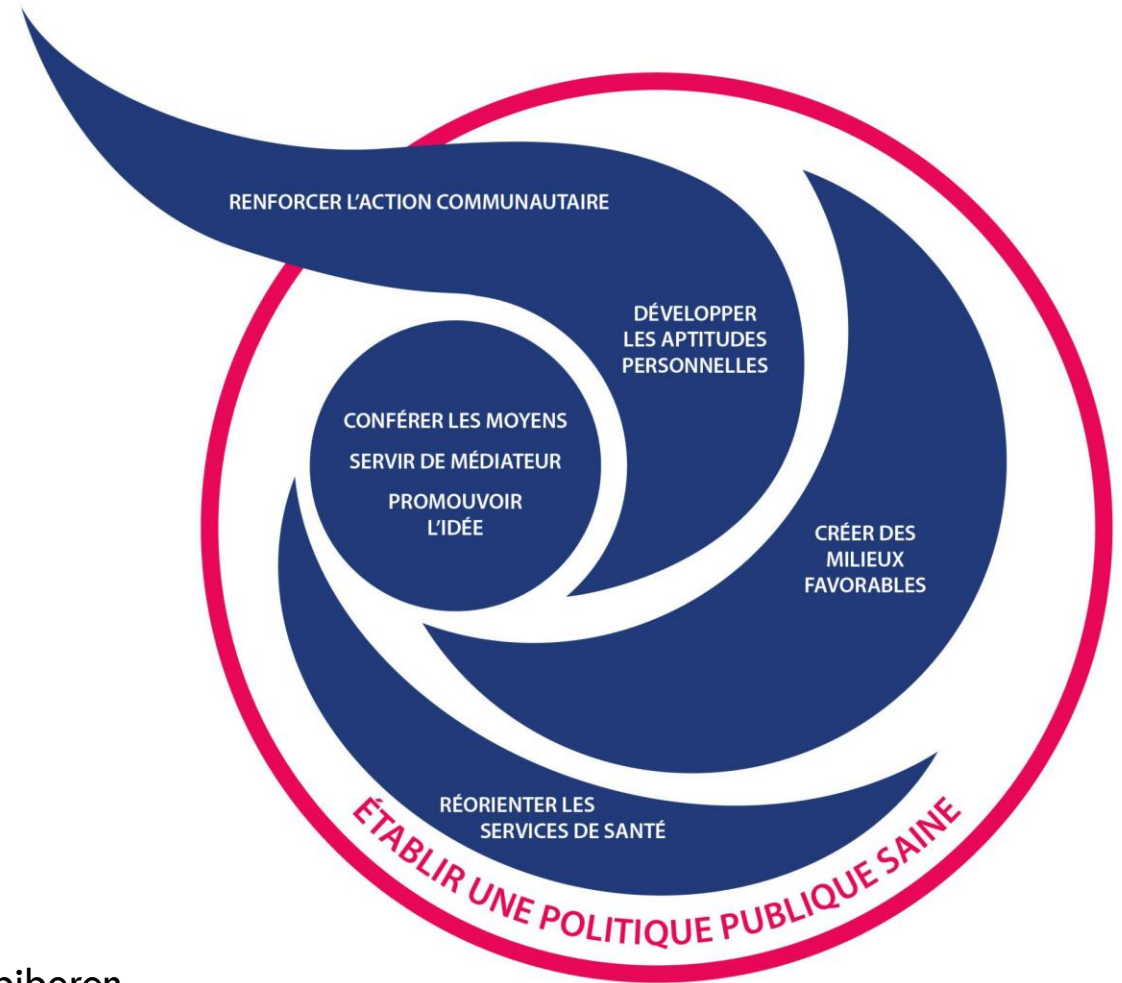 RENFORCER L'ACTION COMMUNAUTAIRE
DÉVELOPPER
LES APTITUDES
PERSONNELLES
CONFÉRER LES MOYENS
SERVIR DE MÉDIATEUR
PROMOUVOIR
L'IDÉE
CRÉER DES
MILIEUX
FAVORABLES
RÉORIENTER LES
SERVICES DE SANTÉ
ÉTABLIR UNE POLITIQUE PUBLIQUE SAINE